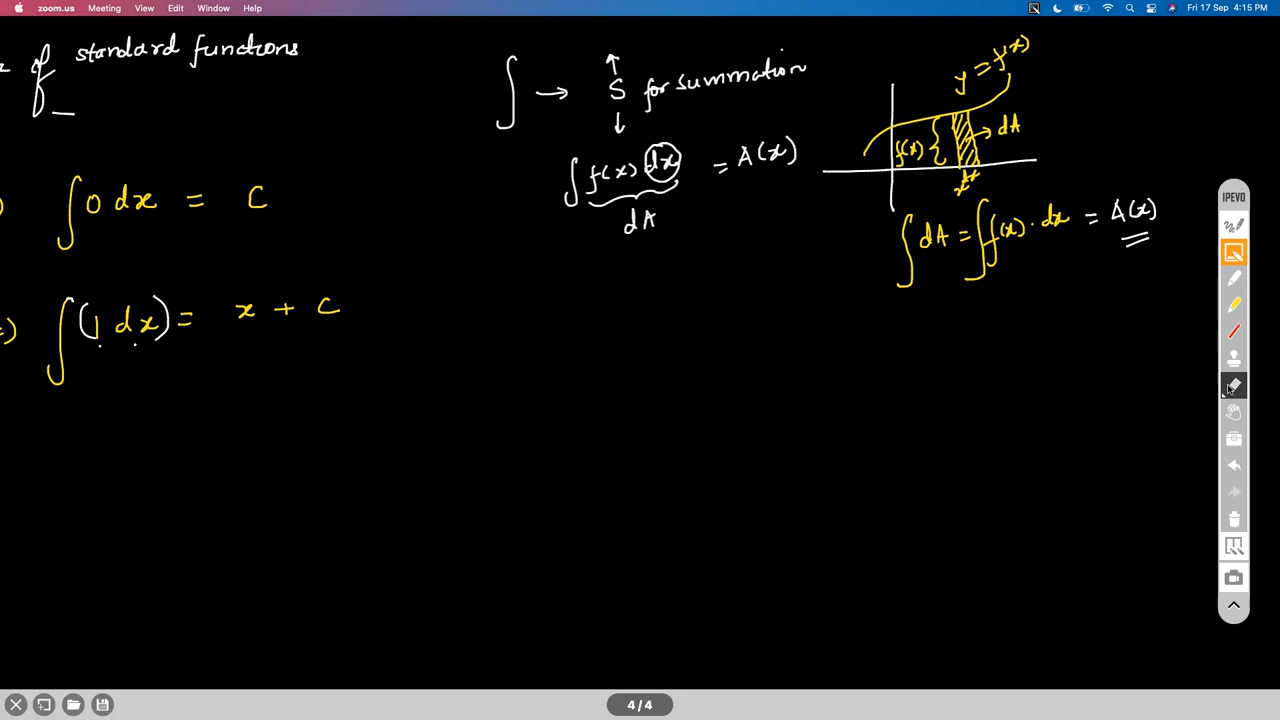 zoom.us Meeting View Edit Window Help Fri 17 Sep 4:15 PM
of standard functions
∫ 0 dx = C
∫ (1 dx) = x + C
∫ → S for summation
∫ f(x) dx = A(x)
dA
y = f(x)
f(x)
dA
∫ dA = ∫ f(x) · dx = A(x)
IPEVO
4/4